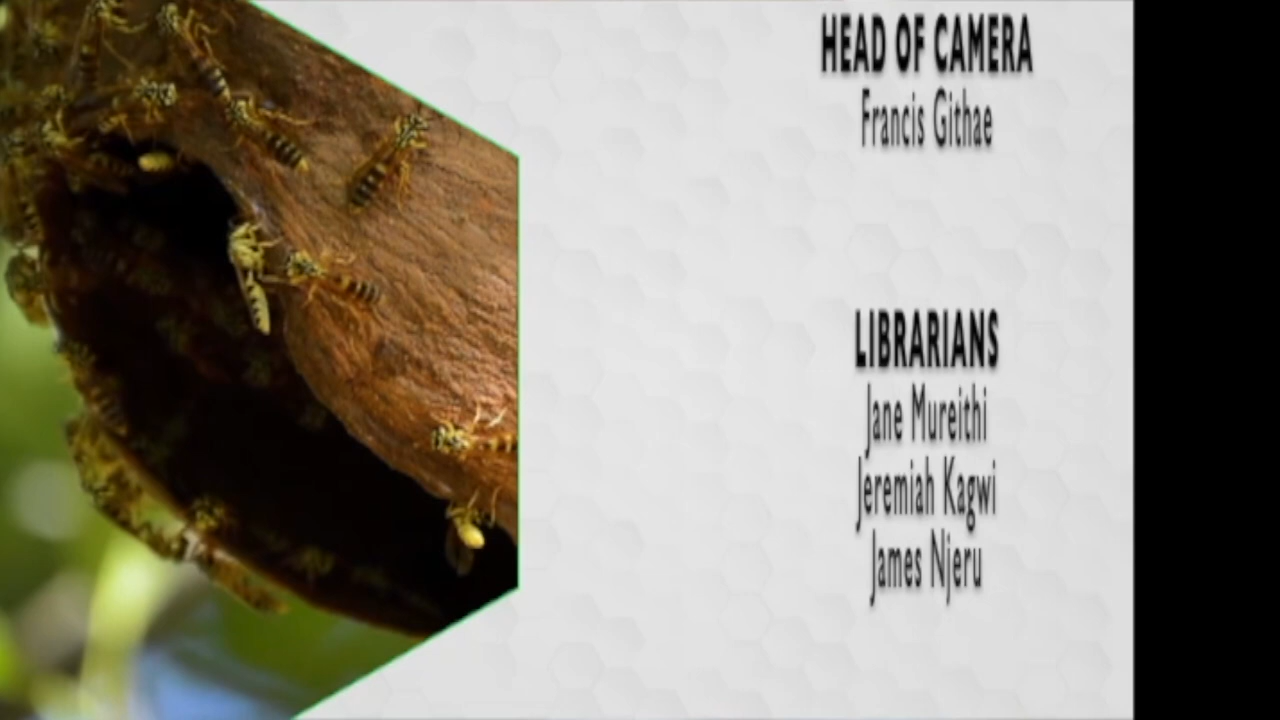 HEAD OF CAMERA
Francis Githae
LIBRARIANS
Jane Mureithi
Jeremiah Kagwi
James Njeru